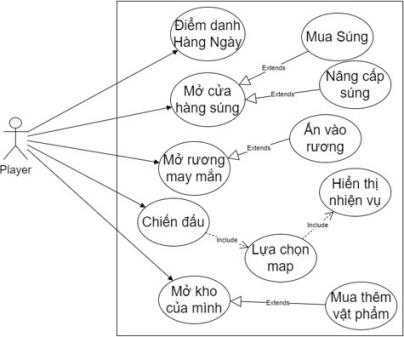 Điểm danh
Hàng Ngày
Mua Súng
Extends
Nâng cấp
súng
Mở cửa
hàng súng
Extends
Ấn vào
rương
Extends
Mở rương
may mắn
Player
Hiển thị
nhiện vụ
Chiến đấu
Include
Include
Lựa chọn
map
Mở kho
của mình
Extends
Mua thêm
vật phẩm